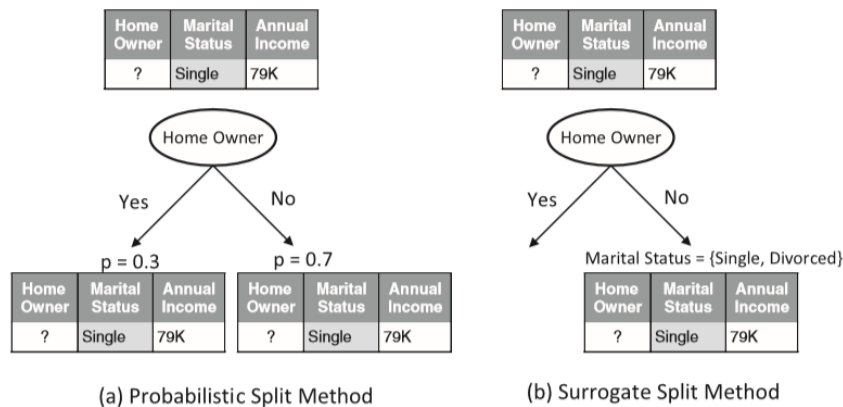 Home Owner Marital Status Annual Income
? Single 79K
Home Owner
Yes No
p = 0.3 p = 0.7
Home Owner Marital Status Annual Income
? Single 79K
Home Owner Marital Status Annual Income
? Single 79K
(a) Probabilistic Split Method
Home Owner Marital Status Annual Income
? Single 79K
Home Owner
Yes No
Marital Status = {Single, Divorced}
Home Owner Marital Status Annual Income
? Single 79K
(b) Surrogate Split Method